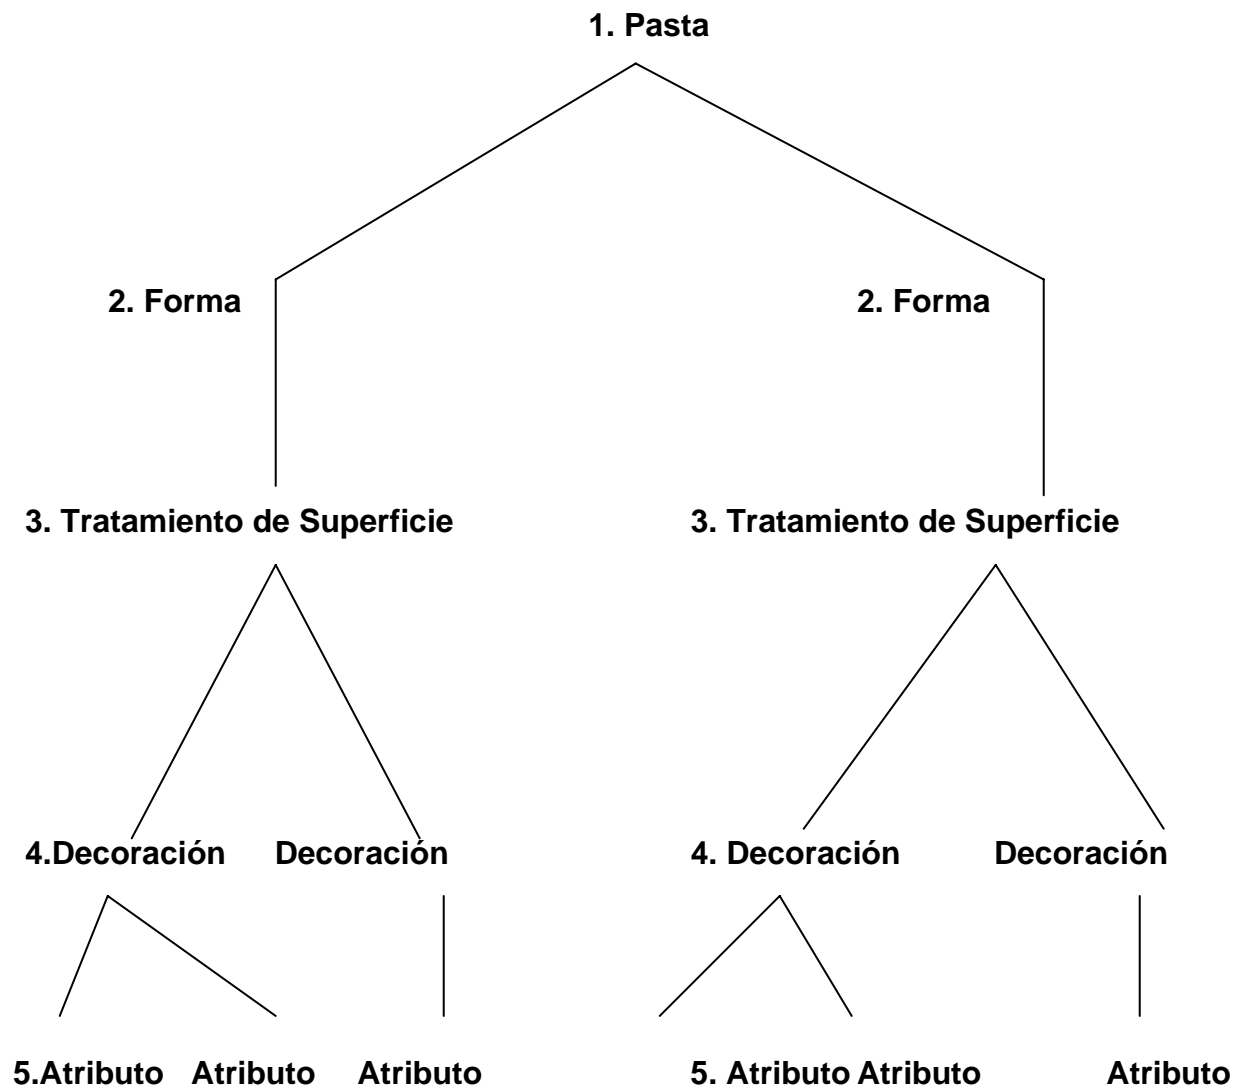 1. Pasta
2. Forma 2. Forma
3. Tratamiento de Superficie 3. Tratamiento de Superficie
4.Decoración Decoración 4. Decoración Decoración
5.Atributo Atributo Atributo 5. Atributo Atributo Atributo